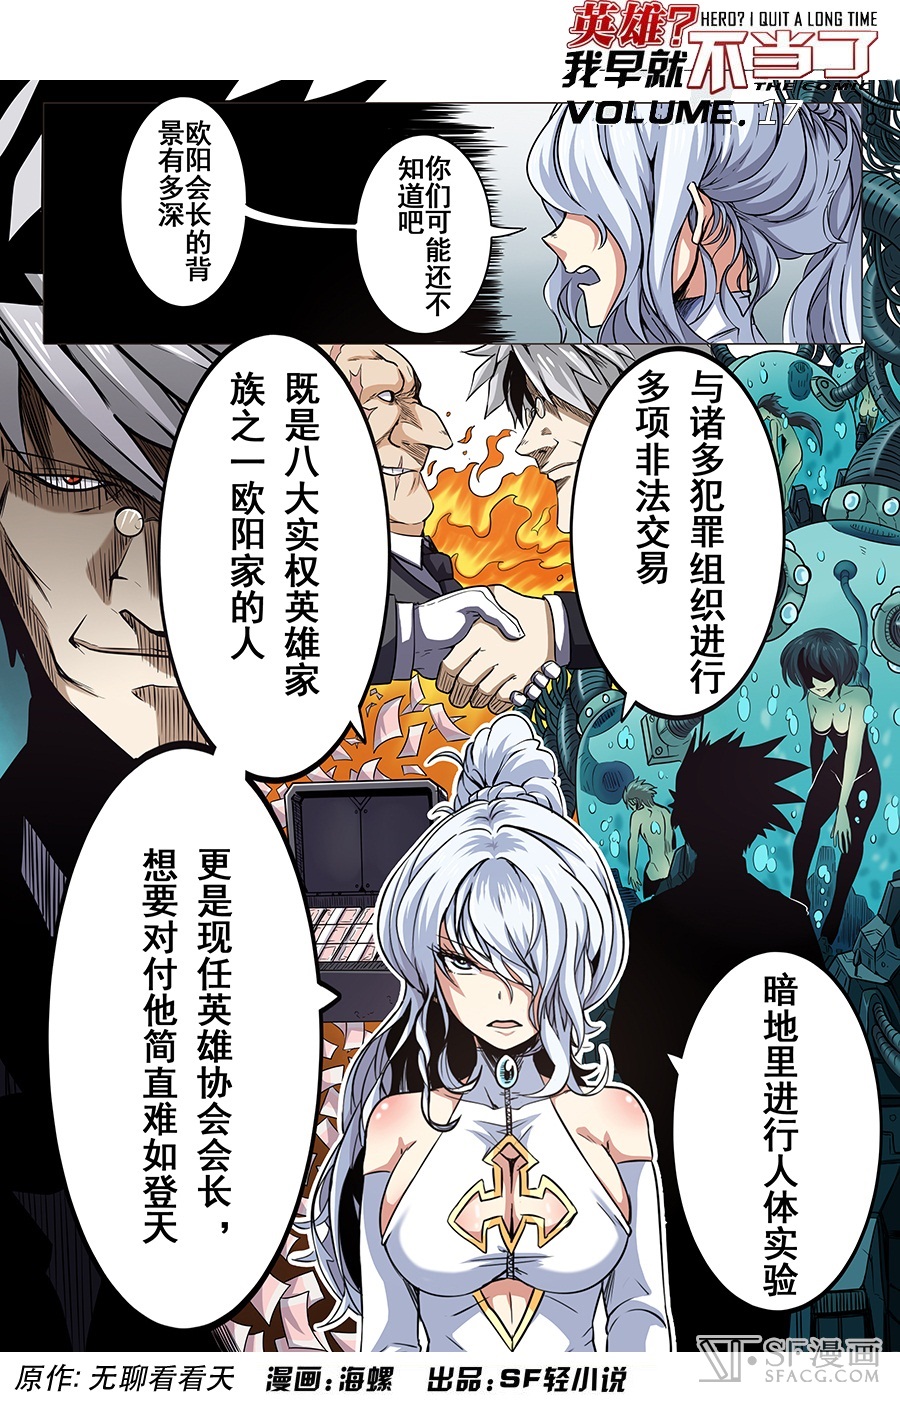 英雄?
HERO? I QUIT A LONG TIME
我早就
不当了
THE COMIC
VOLUME. 17
你们可能还不
知道吧
欧阳会长的背
景有多深
与诸多犯罪组织进行
多项非法交易
既是八大实权英雄家
族之一欧阳家的人
暗地里进行人体实验
更是现任英雄协会会长，
想要对付他简直难如登天
SF漫画
SFACG.COM
原作: 无聊看看天 漫画:海螺 出品:SF轻小说